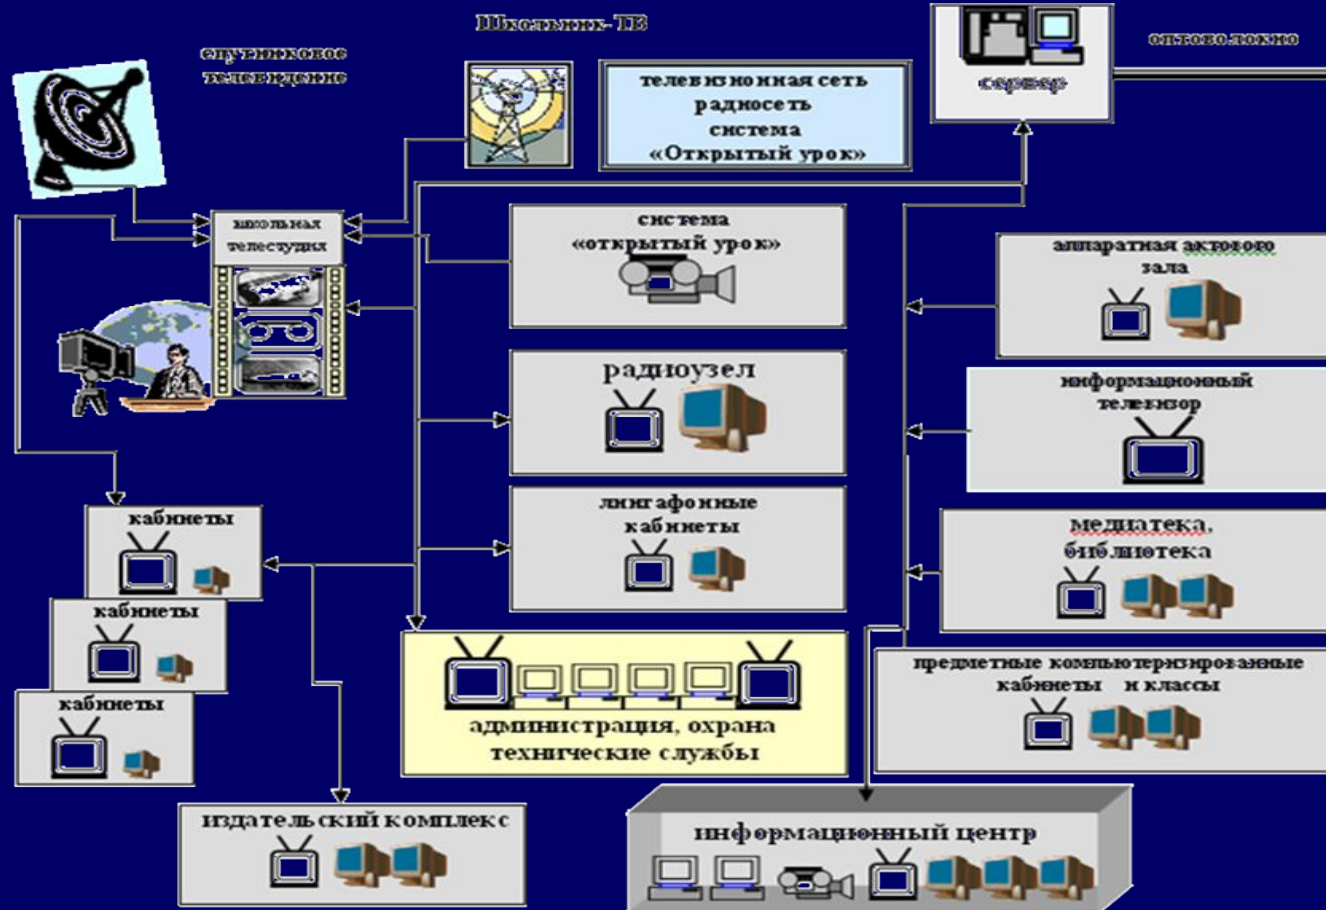 Школьник-ТВ
спутниковое
телевидение
телевизионная сеть
радиосеть
система
«Открытый урок»
сервер
оптоволокно
школьная
телестудия
система
«открытый урок»
аппаратная актового
зала
радиоузел
информационный
телевизор
лингафонные
кабинеты
медиатека,
библиотека
кабинеты
кабинеты
кабинеты
администрация, охрана
технические службы
предметные компьютеризированные
кабинеты и классы
издательский комплекс
информационный центр